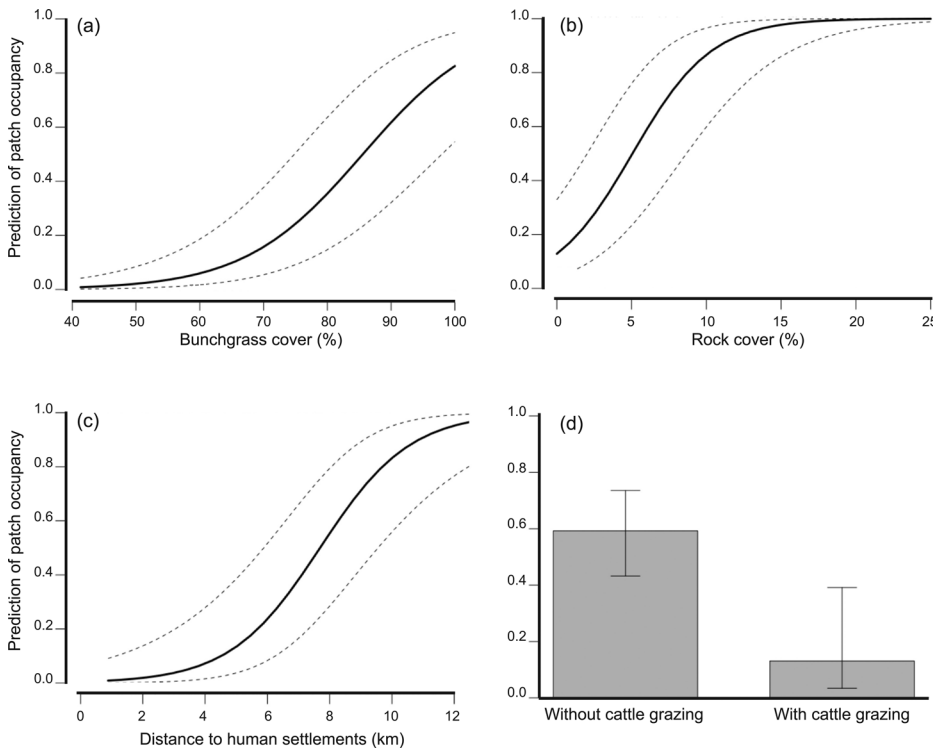 (a)
Prediction of patch occupancy
1.0
0.8
0.6
0.4
0.2
0.0
40 50 60 70 80 90 100
Bunchgrass cover (%)
(b)
1.0
0.8
0.6
0.4
0.2
0.0
0 5 10 15 20 25
Rock cover (%)
(c)
Prediction of patch occupancy
1.0
0.8
0.6
0.4
0.2
0.0
0 2 4 6 8 10 12
Distance to human settlements (km)
(d)
1.0
0.8
0.6
0.4
0.2
0.0
Without cattle grazing With cattle grazing